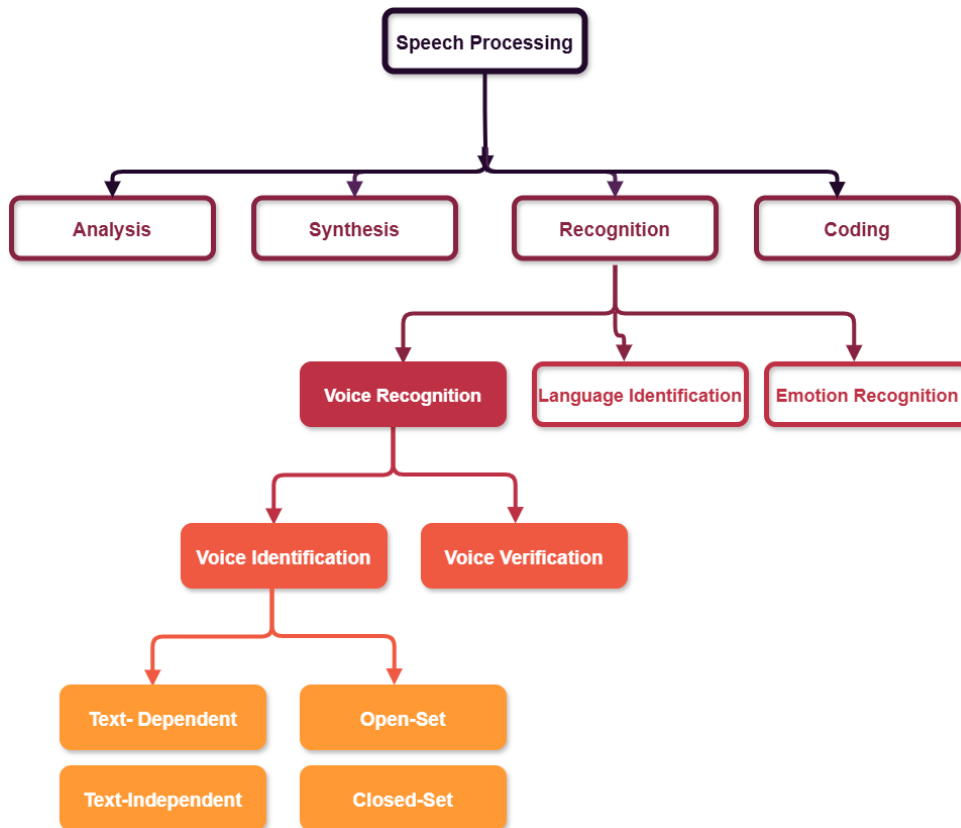 Speech Processing
Analysis
Synthesis
Recognition
Coding
Voice Recognition
Language Identification
Emotion Recognition
Voice Identification
Voice Verification
Text- Dependent
Open-Set
Text-Independent
Closed-Set